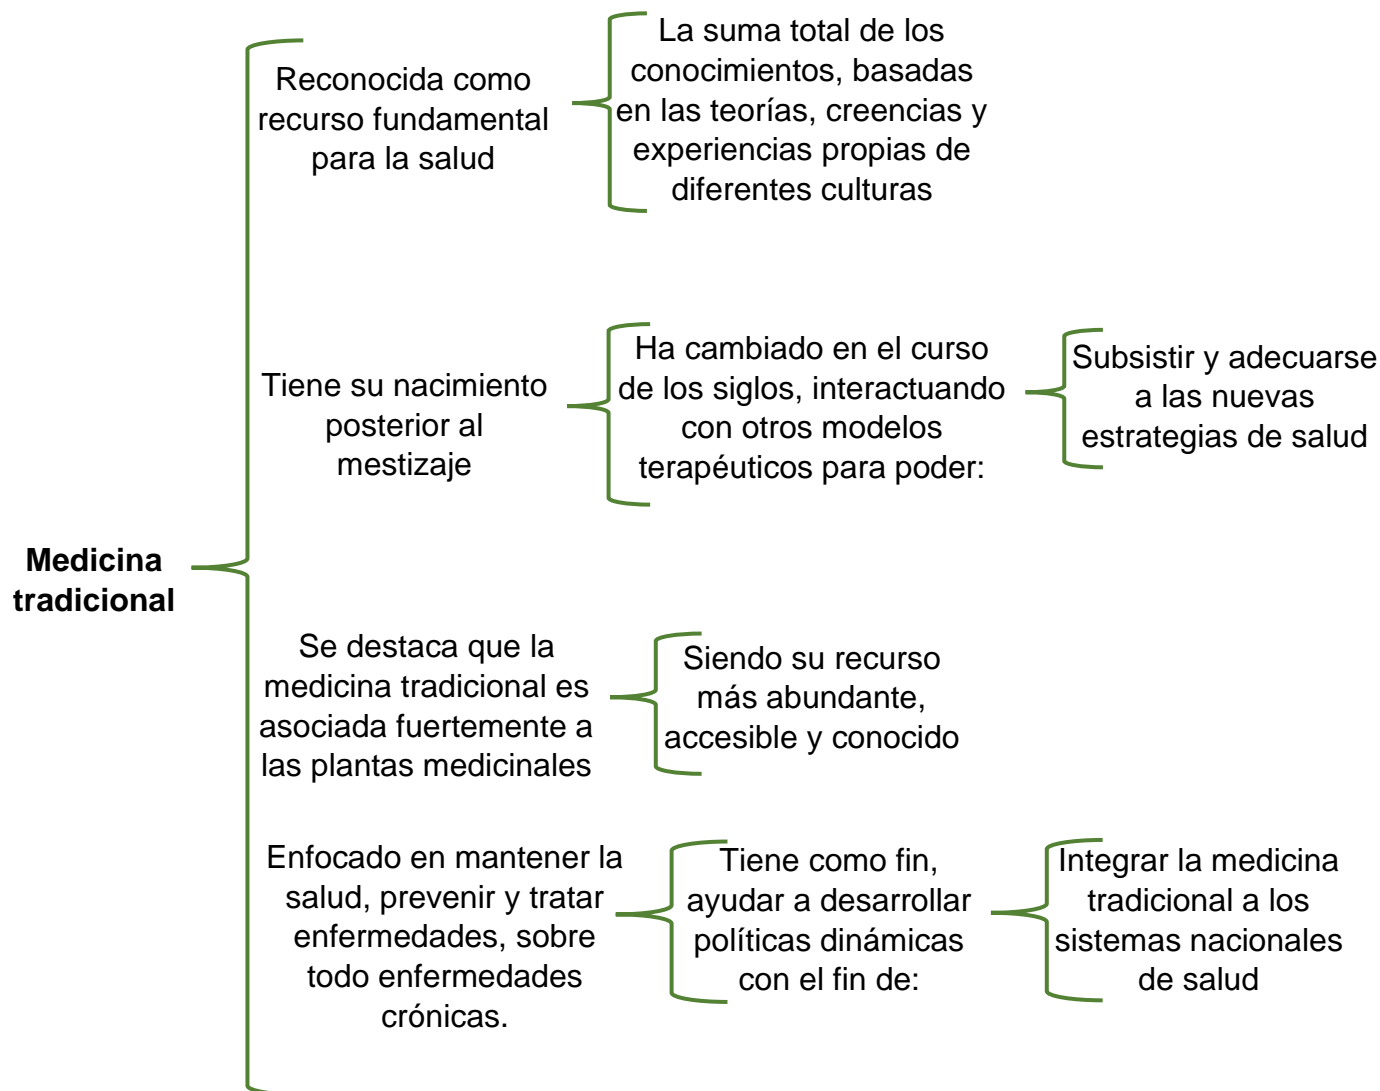 Medicina
tradicional
Reconocida como
recurso fundamental
para la salud
La suma total de los
conocimientos, basadas
en las teorías, creencias y
experiencias propias de
diferentes culturas
Tiene su nacimiento
posterior al
mestizaje
Ha cambiado en el curso
de los siglos, interactuando
con otros modelos
terapéuticos para poder:
Subsistir y adecuarse
a las nuevas
estrategias de salud
Se destaca que la
medicina tradicional es
asociada fuertemente a
las plantas medicinales
Siendo su recurso
más abundante,
accesible y conocido
Enfocado en mantener la
salud, prevenir y tratar
enfermedades, sobre
todo enfermedades
crónicas.
Tiene como fin,
ayudar a desarrollar
políticas dinámicas
con el fin de:
Integrar la medicina
tradicional a los
sistemas nacionales
de salud